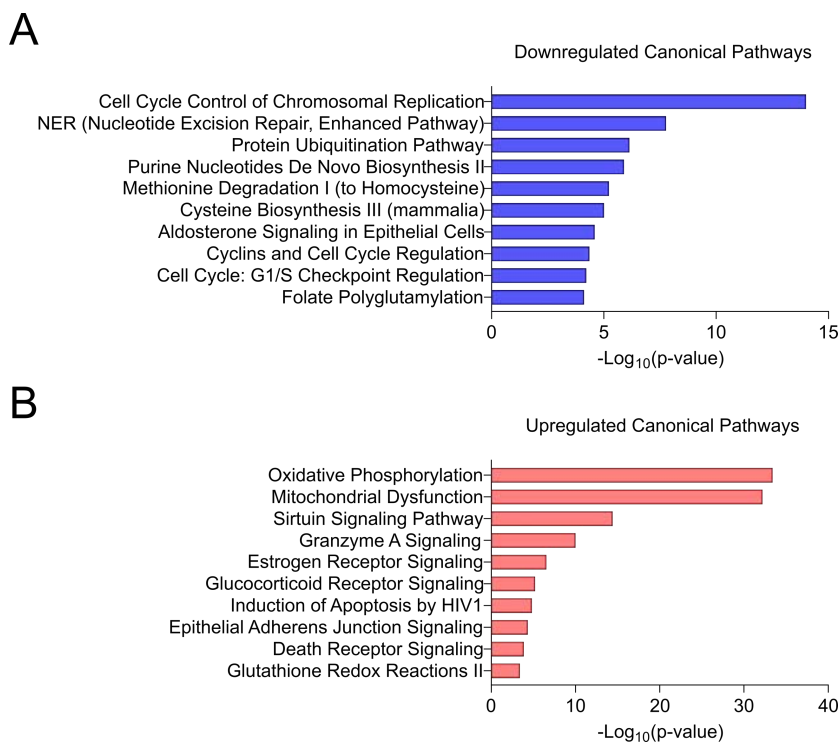 A
Downregulated Canonical Pathways
Cell Cycle Control of Chromosomal Replication
NER (Nucleotide Excision Repair, Enhanced Pathway)
Protein Ubiquitination Pathway
Purine Nucleotides De Novo Biosynthesis II
Methionine Degradation I (to Homocysteine)
Cysteine Biosynthesis III (mammalia)
Aldosterone Signaling in Epithelial Cells
Cyclins and Cell Cycle Regulation
Cell Cycle: G1/S Checkpoint Regulation
Folate Polyglutamylation
0 5 10 15
-Log10(p-value)
B
Upregulated Canonical Pathways
Oxidative Phosphorylation
Mitochondrial Dysfunction
Sirtuin Signaling Pathway
Granzyme A Signaling
Estrogen Receptor Signaling
Glucocorticoid Receptor Signaling
Induction of Apoptosis by HIV1
Epithelial Adherens Junction Signaling
Death Receptor Signaling
Glutathione Redox Reactions II
0 10 20 30 40
-Log10(p-value)